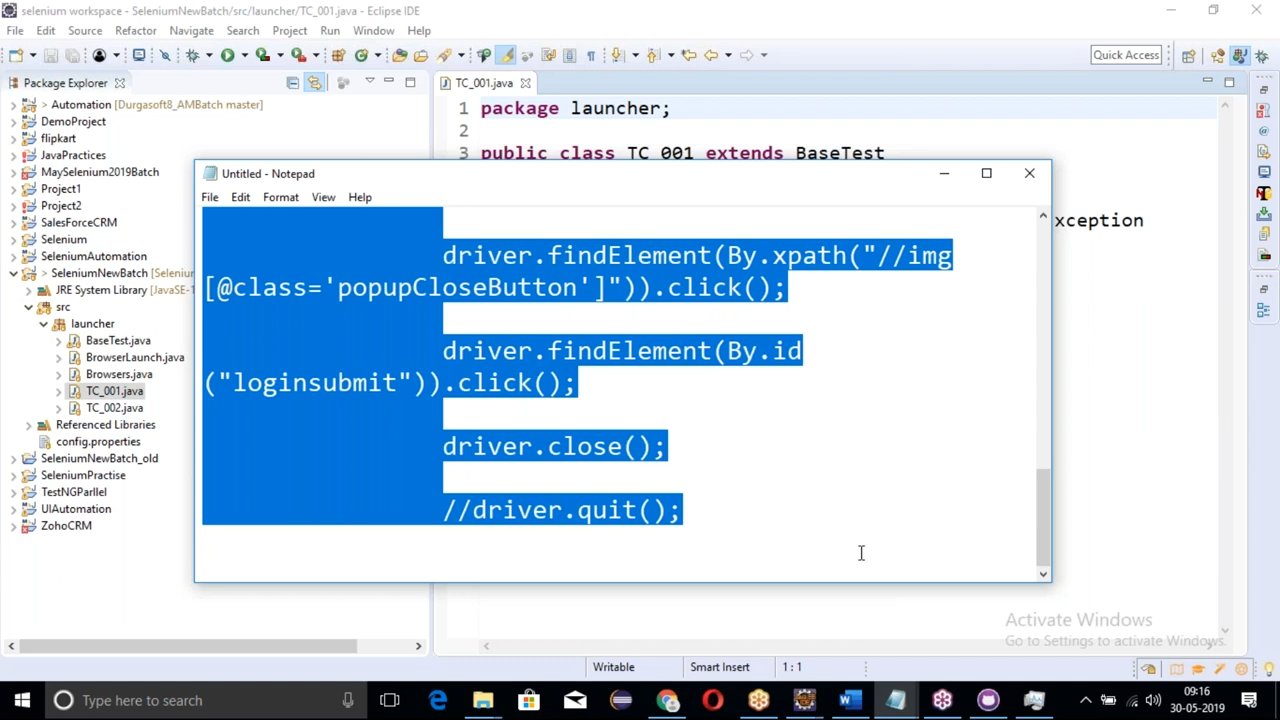 selenium workspace - SeleniumNewBatch/src/launcher/TC_001.java - Eclipse IDE
File Edit Source Refactor Navigate Search Project Run Window Help
Quick Access
Package Explorer
TC_001.java
> Automation [Durgasoft8_AMBatch master]
DemoProject
flipkart
JavaPractices
MaySelenium2019Batch
Project1
Project2
SalesForceCRM
Selenium
SeleniumAutomation
> SeleniumNewBatch [Seleniu
JRE System Library [JavaSE-1
src
launcher
BaseTest.java
BrowserLaunch.java
Browsers.java
TC_001.java
TC_002.java
Referenced Libraries
config.properties
SeleniumNewBatch_old
SeleniumPractise
TestNGParllel
UIAutomation
ZohoCRM
1 package launcher;
2
3 public class TC_001 extends BaseTest
xception
Untitled - Notepad
File Edit Format View Help
driver.findElement(By.xpath("//img
[@class='popupCloseButton']")).click();
driver.findElement(By.id
("loginsubmit")).click();
driver.close();
//driver.quit();
Activate Windows
Go to Settings to activate Windows.
Writable Smart Insert 1 : 1
Type here to search
09:16
30-05-2019